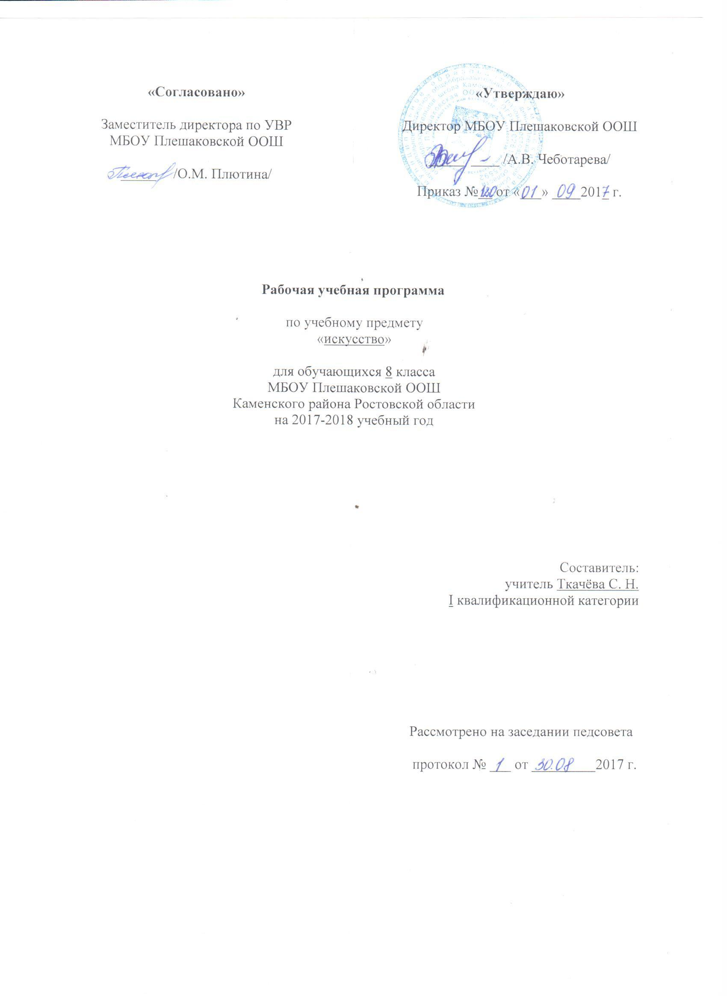 «Согласовано»
Заместитель директора по УВР
МБОУ Плешаковской ООШ
/О.М. Плютина/
«Утверждаю»
Директор МБОУ Плешаковской ООШ
/А.В. Чеботарева/
Приказ № 120 от «01» 09 2017 г.
Рабочая учебная программа
по учебному предмету
«искусство»
для обучающихся 8 класса
МБОУ Плешаковской ООШ
Каменского района Ростовской области
на 2017-2018 учебный год
Составитель:
учитель Ткачёва С. Н.
I квалификационной категории
Рассмотрено на заседании педсовета
протокол № 1 от 30.08 2017 г.